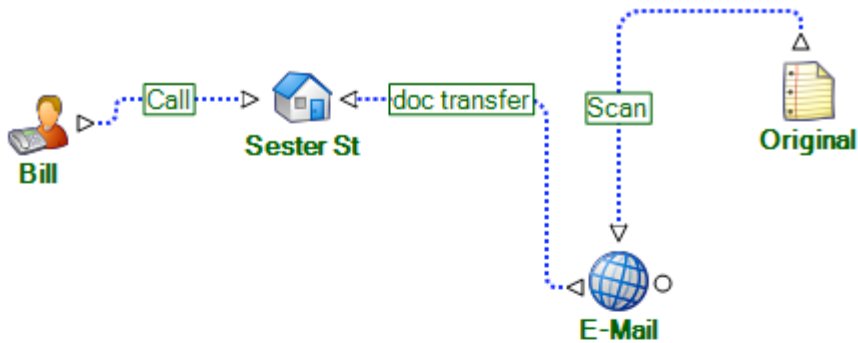 Call
doc transfer
Scan
Bill
Sester St
Original
E-Mail